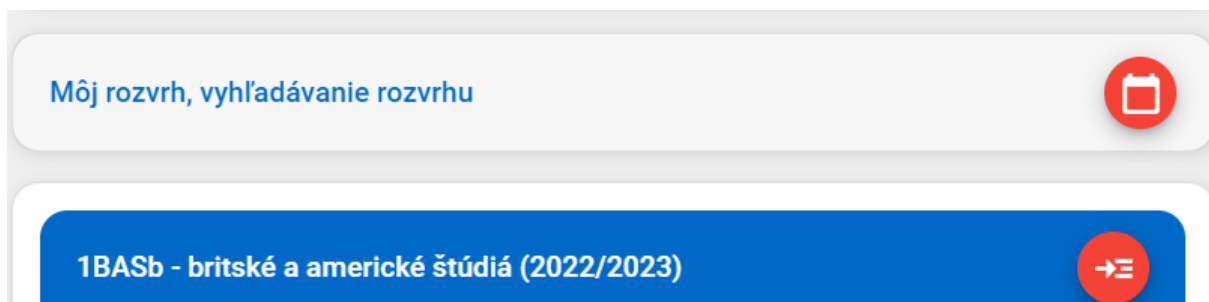 Môj rozvrh, vyhľadávanie rozvrhu
1BASb - britské a americké štúdiá (2022/2023)